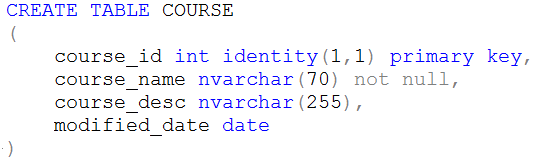 CREATE TABLE COURSE
(
course_id int identity(1,1) primary key,
course_name nvarchar(70) not null,
course_desc nvarchar(255),
modified_date date
)